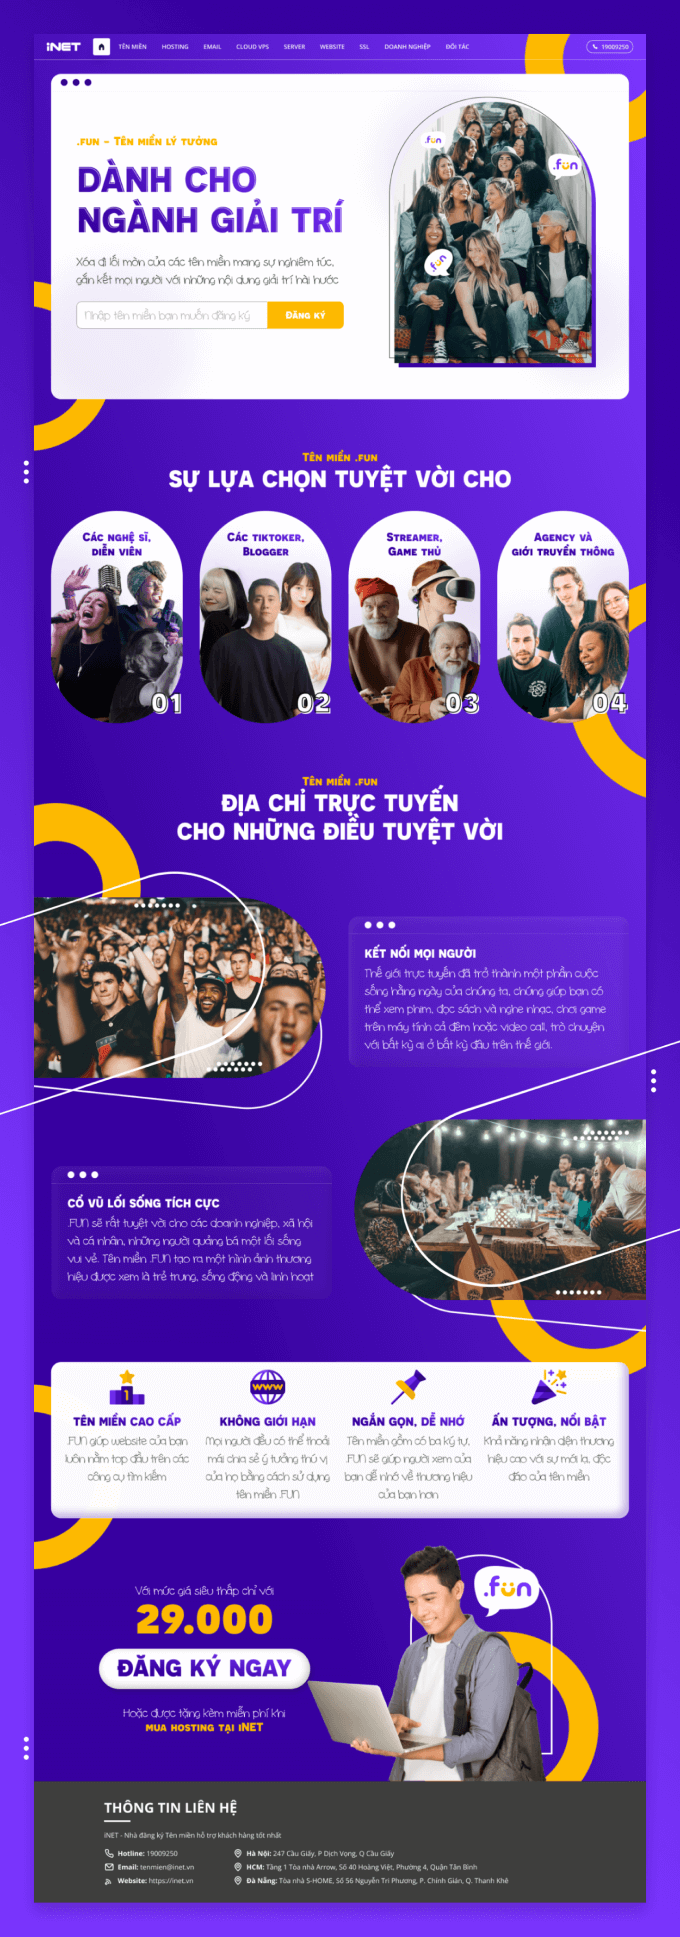 iNET TÊN MIỀN HOSTING EMAIL CLOUD VPS SERVER WEBSITE SSL DOANH NGHIỆP ĐỐI TÁC 19009250
.FUN – TÊN MIỀN LÝ TƯỞNG
DÀNH CHO
NGÀNH GIẢI TRÍ
Xóa đi lối mòn của các tên miền mang sự nghiêm túc,
gắn kết mọi người với những nội dung giải trí hài hước
Nhập tên miền bạn muốn đăng ký ĐĂNG KÝ
.fun
.fun
.fun
TÊN MIỀN .FUN
SỰ LỰA CHỌN TUYỆT VỜI CHO
CÁC NGHỆ SĨ,
DIỄN VIÊN
01
CÁC TIKTOKER,
BLOGGER
02
STREAMER,
GAME THỦ
03
AGENCY VÀ
GIỚI TRUYỀN THÔNG
04
TÊN MIỀN .FUN
ĐỊA CHỈ TRỰC TUYẾN
CHO NHỮNG ĐIỀU TUYỆT VỜI
KẾT NỐI MỌI NGƯỜI
Thế giới trực tuyến đã trở thành một phần cuộc
sống hằng ngày của chúng ta, chúng giúp bạn có
thể xem phim, đọc sách và nghe nhạc, chơi game
trên máy tính cả đêm hoặc video call, trò chuyện
với bất kỳ ai ở bất kỳ đâu trên thế giới.
CỔ VŨ LỐI SỐNG TÍCH CỰC
.FUN sẽ rất tuyệt vời cho các doanh nghiệp, xã hội
và cá nhân, những người quảng bá một lối sống
vui vẻ. Tên miền .FUN tạo ra một hình ảnh thương
hiệu được xem là trẻ trung, sống động và linh hoạt
1
TÊN MIỀN CAO CẤP
.FUN giúp website của bạn
luôn nằm top đầu trên các
công cụ tìm kiếm
WWW
KHÔNG GIỚI HẠN
Mọi người đều có thể thoải
mái chia sẻ ý tưởng thú vị
của họ bằng cách sử dụng
tên miền .FUN
NGẮN GỌN, DỄ NHỚ
Tên miền gồm có ba ký tự,
.FUN sẽ giúp người xem của
bạn dễ nhớ về thương hiệu
của bạn hơn
ẤN TƯỢNG, NỔI BẬT
Khả năng nhận diện thương
hiệu cao với sự mới lạ, độc
đáo của tên miền
Với mức giá siêu thấp chỉ với
29.000
ĐĂNG KÝ NGAY
Hoặc được tặng kèm miễn phí khi
MUA HOSTING TẠI iNET
.fun
THÔNG TIN LIÊN HỆ
iNET - Nhà đăng ký Tên miền hỗ trợ khách hàng tốt nhất
Hotline: 19009250
Email: tenmien@inet.vn
Website: https://inet.vn
Hà Nội: 247 Cầu Giấy, P Dịch Vọng, Q Cầu Giấy
HCM: Tầng 1 Tòa nhà Arrow, Số 40 Hoàng Việt, Phường 4, Quận Tân Bình
Đà Nẵng: Tòa nhà S-HOME, Số 56 Nguyễn Tri Phương, P. Chính Gián, Q. Thanh Khê